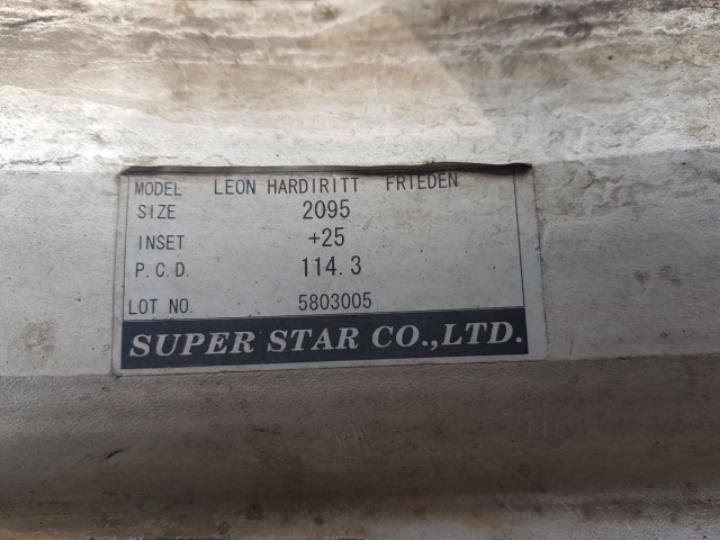 MODEL LEON HARDIRITT FRIEDEN
SIZE 2095
INSET +25
P.C.D. 114.3
LOT NO. 5803005
SUPER STAR CO.,LTD.